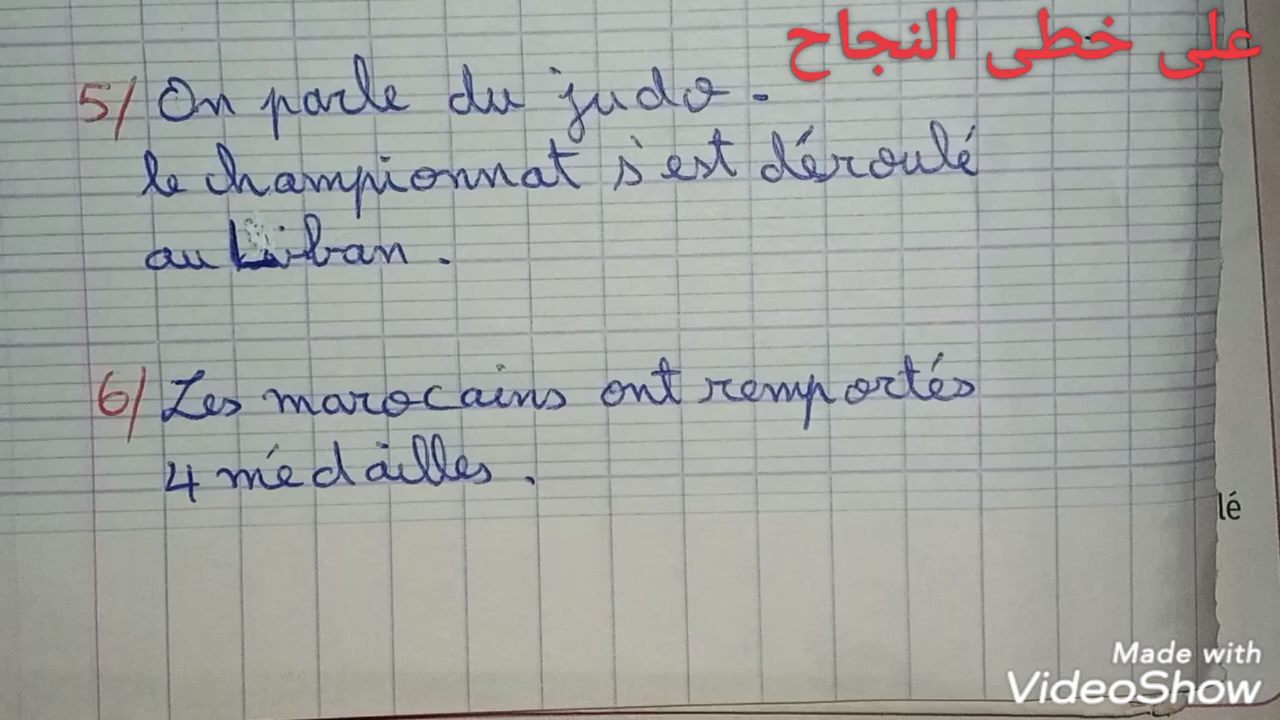 على خطى النجاح
5/ On parle du judo.
le championnat s'est déroulé
au Liban.
6/ Les marocains ont remportés
4 médailles.
lé
Made with
VideoShow